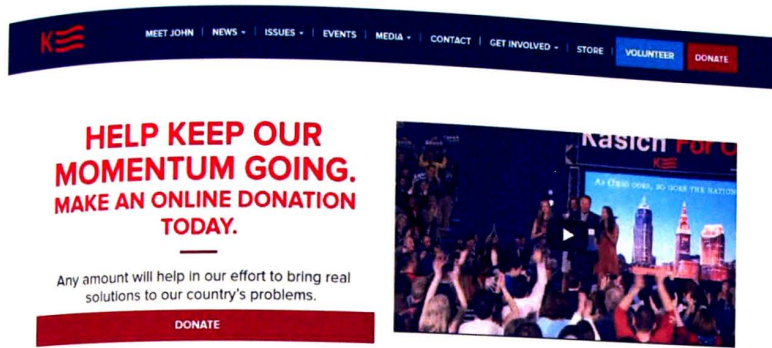 K
MEET JOHN | NEWS | ISSUES | EVENTS | MEDIA | CONTACT | GET INVOLVED | STORE VOLUNTEER DONATE
HELP KEEP OUR
MOMENTUM GOING.
MAKE AN ONLINE DONATION
TODAY.
Any amount will help in our effort to bring real
solutions to our country's problems.
DONATE
Kasich For
K
AS OHIO GOES, SO GOES THE NATION